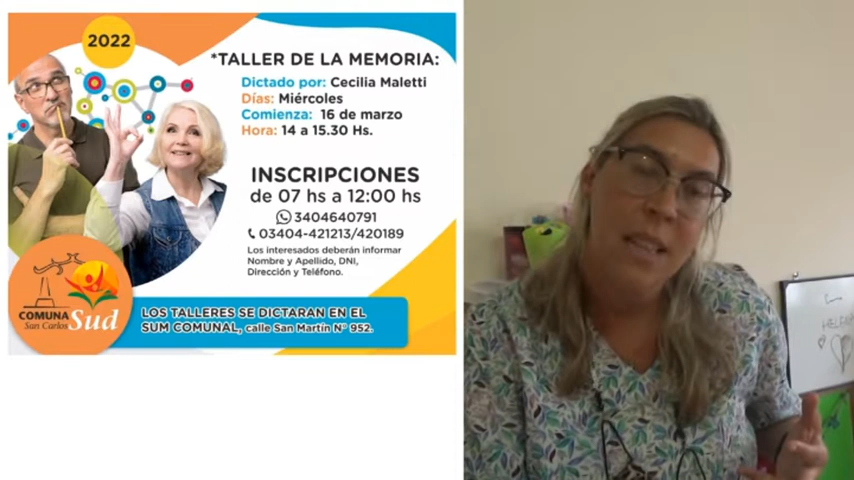 2022
*TALLER DE LA MEMORIA:
Dictado por: Cecilia Maletti
Días: Miércoles
Comienza: 16 de marzo
Hora: 14 a 15.30 Hs.
INSCRIPCIONES
de 07 hs a 12:00 hs
3404640791
03404-421213/420189
Los interesados deberán informar
Nombre y Apellido, DNI,
Dirección y Teléfono.
COMUNA
San Carlos Sud
LOS TALLERES SE DICTARAN EN EL
SUM COMUNAL, calle San Martín N° 952.